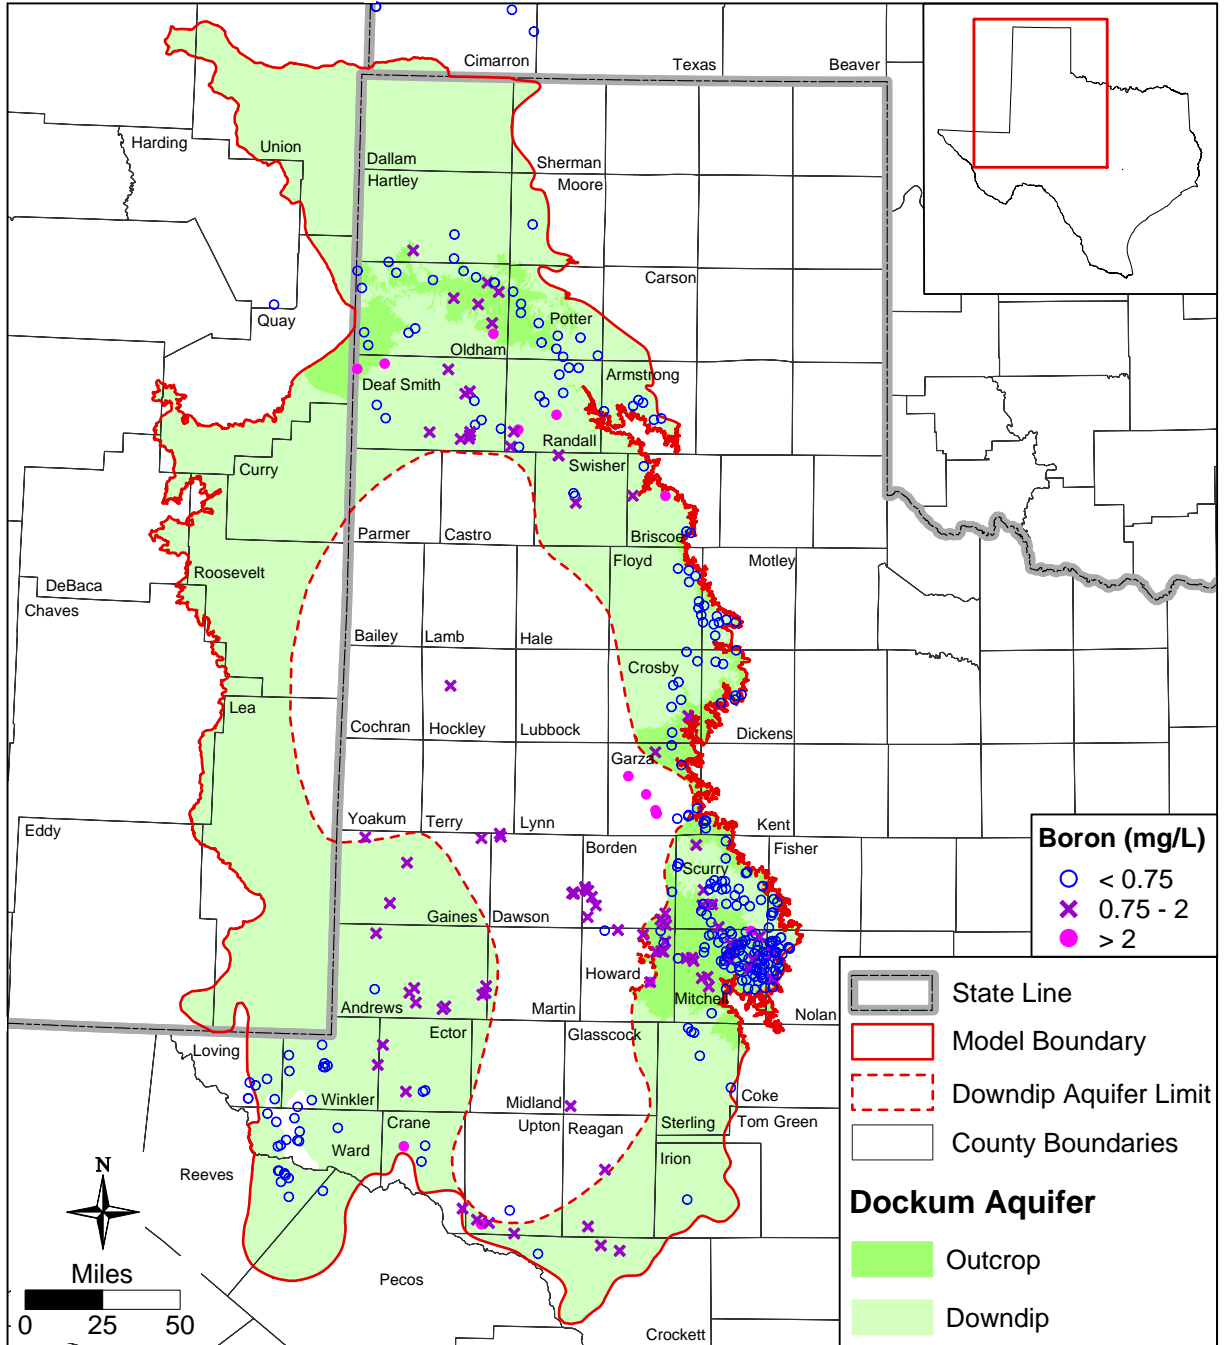 Cimarron
Texas
Beaver
Harding
Union
Dallam
Sherman
Hartley
Moore
Carson
Quay
Potter
Oldham
Armstrong
Deaf Smith
Randall
Curry
Swisher
Parmer
Castro
Briscoe
Floyd
Motley
Roosevelt
DeBaca
Chaves
Bailey
Lamb
Hale
Crosby
Lea
Cochran
Hockley
Lubbock
Dickens
Garza
Yoakum
Terry
Lynn
Kent
Eddy
Borden
Fisher
Scurry
Gaines
Dawson
Howard
Mitchell
Andrews
Martin
Nolan
Ector
Glasscock
Loving
Winkler
Midland
Coke
Crane
Upton
Reagan
Sterling
Tom Green
Ward
Irion
Reeves
Pecos
Crockett
N
Miles
0 25 50
Boron (mg/L)
< 0.75
0.75 - 2
> 2
State Line
Model Boundary
Downdip Aquifer Limit
County Boundaries
Dockum Aquifer
Outcrop
Downdip